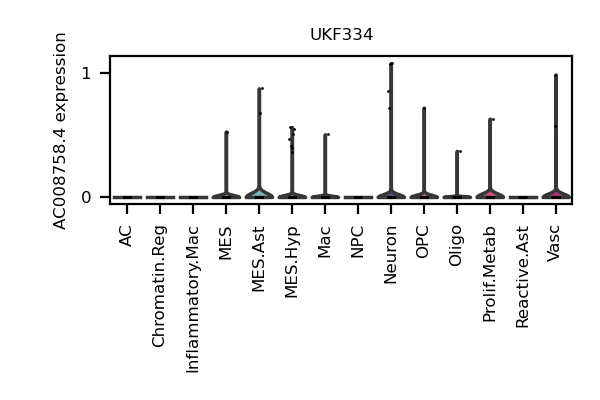 UKF334
AC008758.4 expression
1
0
AC
Chromatin.Reg
Inflammatory.Mac
MES
MES.Ast
MES.Hyp
Mac
NPC
Neuron
OPC
Oligo
Prolif.Metab
Reactive.Ast
Vasc